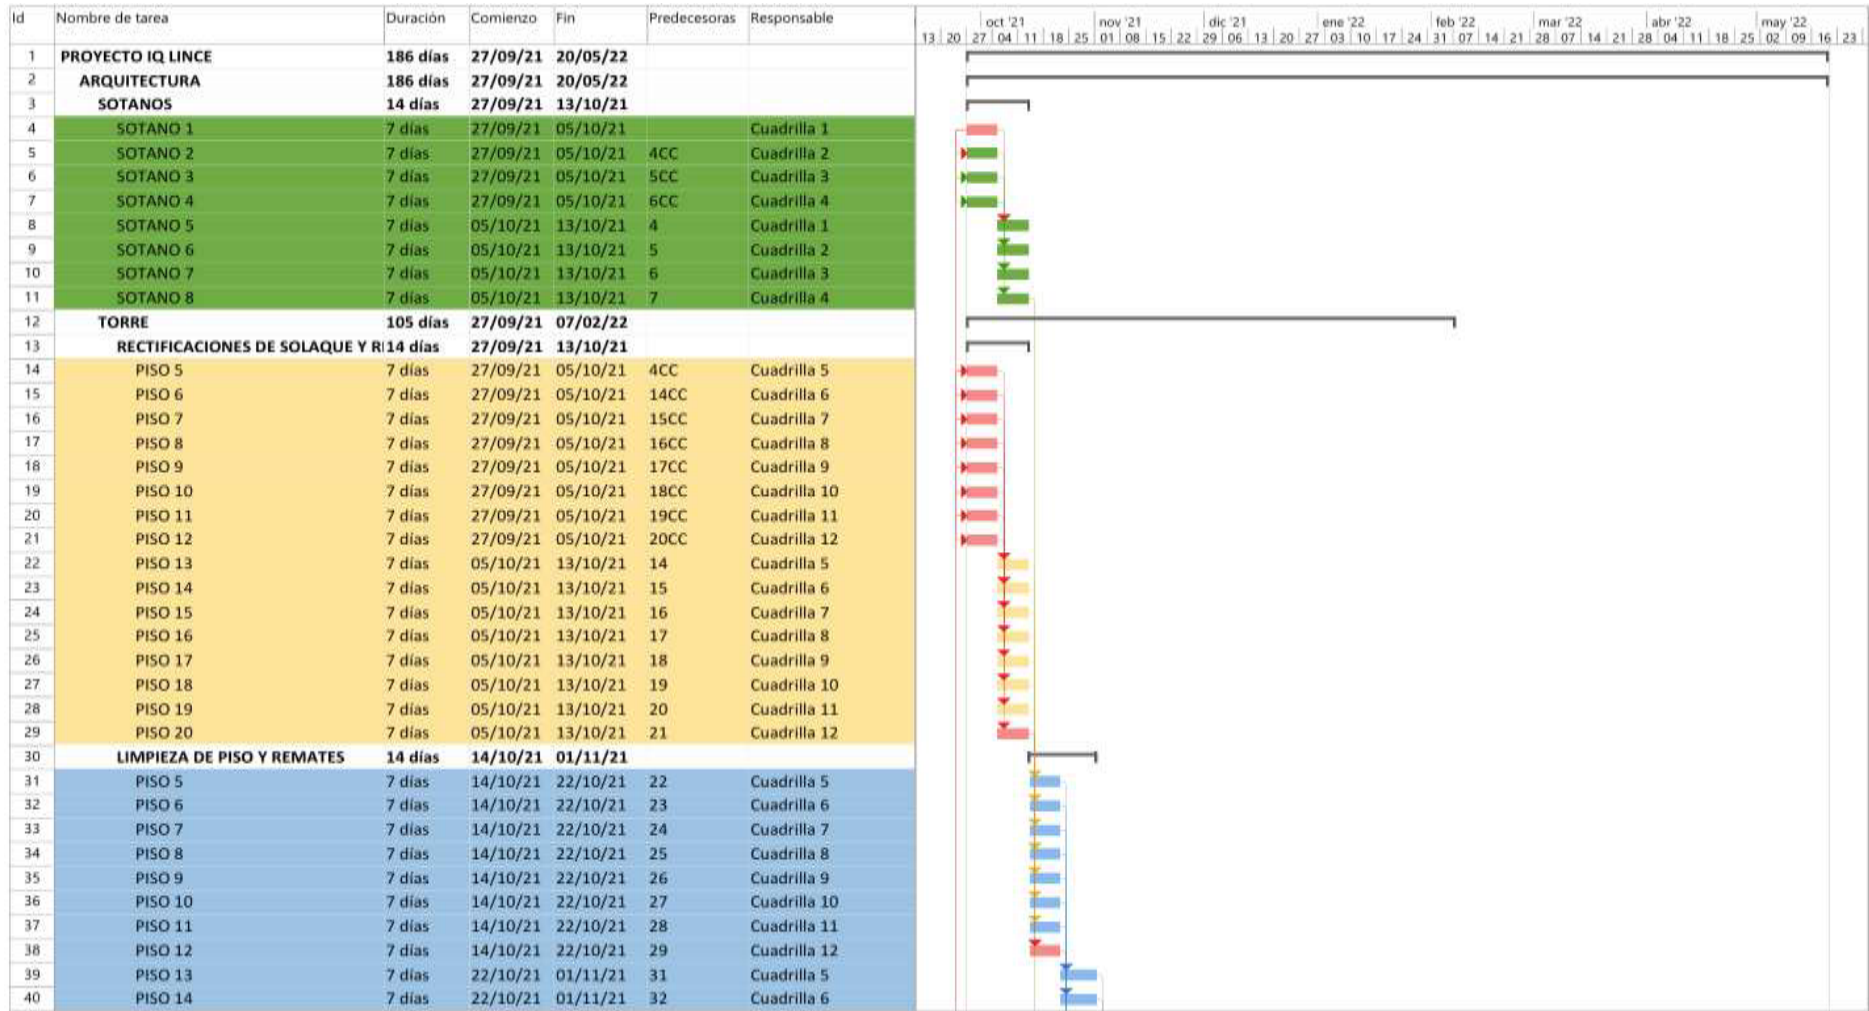 Id Nombre de tarea Duración Comienzo Fin Predecesoras Responsable
oct '21 nov '21 dic '21 ene '22 feb '22 mar '22 abr '22 may '22
13 20 27 04 11 18 25 01 08 15 22 29 06 13 20 27 03 10 17 24 31 07 14 21 28 07 14 21 28 04 11 18 25 02 09 16 23
1 PROYECTO IQ LINCE 186 días 27/09/21 20/05/22
2 ARQUITECTURA 186 días 27/09/21 20/05/22
3 SOTANOS 14 días 27/09/21 13/10/21
4 SOTANO 1 7 días 27/09/21 05/10/21 Cuadrilla 1
5 SOTANO 2 7 días 27/09/21 05/10/21 4CC Cuadrilla 2
6 SOTANO 3 7 días 27/09/21 05/10/21 5CC Cuadrilla 3
7 SOTANO 4 7 días 27/09/21 05/10/21 6CC Cuadrilla 4
8 SOTANO 5 7 días 05/10/21 13/10/21 4 Cuadrilla 1
9 SOTANO 6 7 días 05/10/21 13/10/21 5 Cuadrilla 2
10 SOTANO 7 7 días 05/10/21 13/10/21 6 Cuadrilla 3
11 SOTANO 8 7 días 05/10/21 13/10/21 7 Cuadrilla 4
12 TORRE 105 días 27/09/21 07/02/22
13 RECTIFICACIONES DE SOLAQUE Y R 14 días 27/09/21 13/10/21
14 PISO 5 7 días 27/09/21 05/10/21 4CC Cuadrilla 5
15 PISO 6 7 días 27/09/21 05/10/21 14CC Cuadrilla 6
16 PISO 7 7 días 27/09/21 05/10/21 15CC Cuadrilla 7
17 PISO 8 7 días 27/09/21 05/10/21 16CC Cuadrilla 8
18 PISO 9 7 días 27/09/21 05/10/21 17CC Cuadrilla 9
19 PISO 10 7 días 27/09/21 05/10/21 18CC Cuadrilla 10
20 PISO 11 7 días 27/09/21 05/10/21 19CC Cuadrilla 11
21 PISO 12 7 días 27/09/21 05/10/21 20CC Cuadrilla 12
22 PISO 13 7 días 05/10/21 13/10/21 14 Cuadrilla 5
23 PISO 14 7 días 05/10/21 13/10/21 15 Cuadrilla 6
24 PISO 15 7 días 05/10/21 13/10/21 16 Cuadrilla 7
25 PISO 16 7 días 05/10/21 13/10/21 17 Cuadrilla 8
26 PISO 17 7 días 05/10/21 13/10/21 18 Cuadrilla 9
27 PISO 18 7 días 05/10/21 13/10/21 19 Cuadrilla 10
28 PISO 19 7 días 05/10/21 13/10/21 20 Cuadrilla 11
29 PISO 20 7 días 05/10/21 13/10/21 21 Cuadrilla 12
30 LIMPIEZA DE PISO Y REMATES 14 días 14/10/21 01/11/21
31 PISO 5 7 días 14/10/21 22/10/21 22 Cuadrilla 5
32 PISO 6 7 días 14/10/21 22/10/21 23 Cuadrilla 6
33 PISO 7 7 días 14/10/21 22/10/21 24 Cuadrilla 7
34 PISO 8 7 días 14/10/21 22/10/21 25 Cuadrilla 8
35 PISO 9 7 días 14/10/21 22/10/21 26 Cuadrilla 9
36 PISO 10 7 días 14/10/21 22/10/21 27 Cuadrilla 10
37 PISO 11 7 días 14/10/21 22/10/21 28 Cuadrilla 11
38 PISO 12 7 días 14/10/21 22/10/21 29 Cuadrilla 12
39 PISO 13 7 días 22/10/21 01/11/21 31 Cuadrilla 5
40 PISO 14 7 días 22/10/21 01/11/21 32 Cuadrilla 6